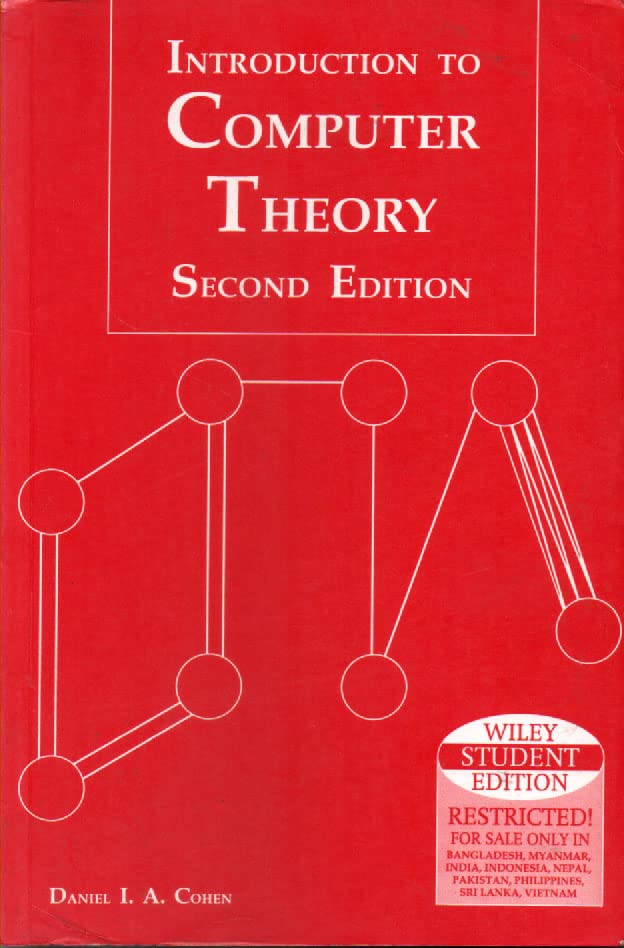 INTRODUCTION TO
COMPUTER
THEORY
SECOND EDITION
WILEY
STUDENT
EDITION
RESTRICTED!
FOR SALE ONLY IN
BANGLADESH, MYANMAR,
INDIA, INDONESIA, NEPAL,
PAKISTAN, PHILIPPINES,
SRI LANKA, VIETNAM
DANIEL I. A. COHEN